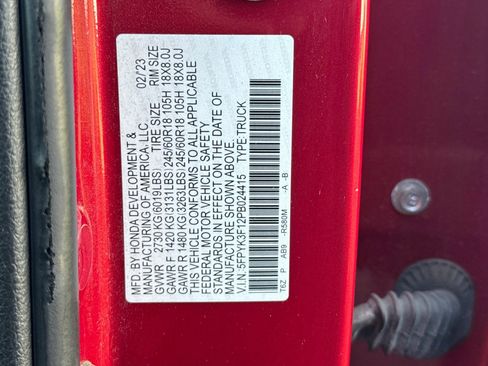 MFD. BY HONDA DEVELOPMENT &
MANUFACTURING OF AMERICA, LLC. 02/23
GVWR 2730 KG(6019LBS) TIRE SIZE RIM SIZE
GAWR F 1420 KG(3131LBS) 245/60R18 105H 18X8.0J
GAWR R 1480 KG(3263LBS) 245/60R18 105H 18X8.0J
THIS VEHICLE CONFORMS TO ALL APPLICABLE
FEDERAL MOTOR VEHICLE SAFETY
STANDARDS IN EFFECT ON THE DATE OF
MANUFACTURE SHOWN ABOVE.
V.I.N.:5FPYK3F12PB024415 TYPE:TRUCK
T6Z P AB9 -R580M -A -B